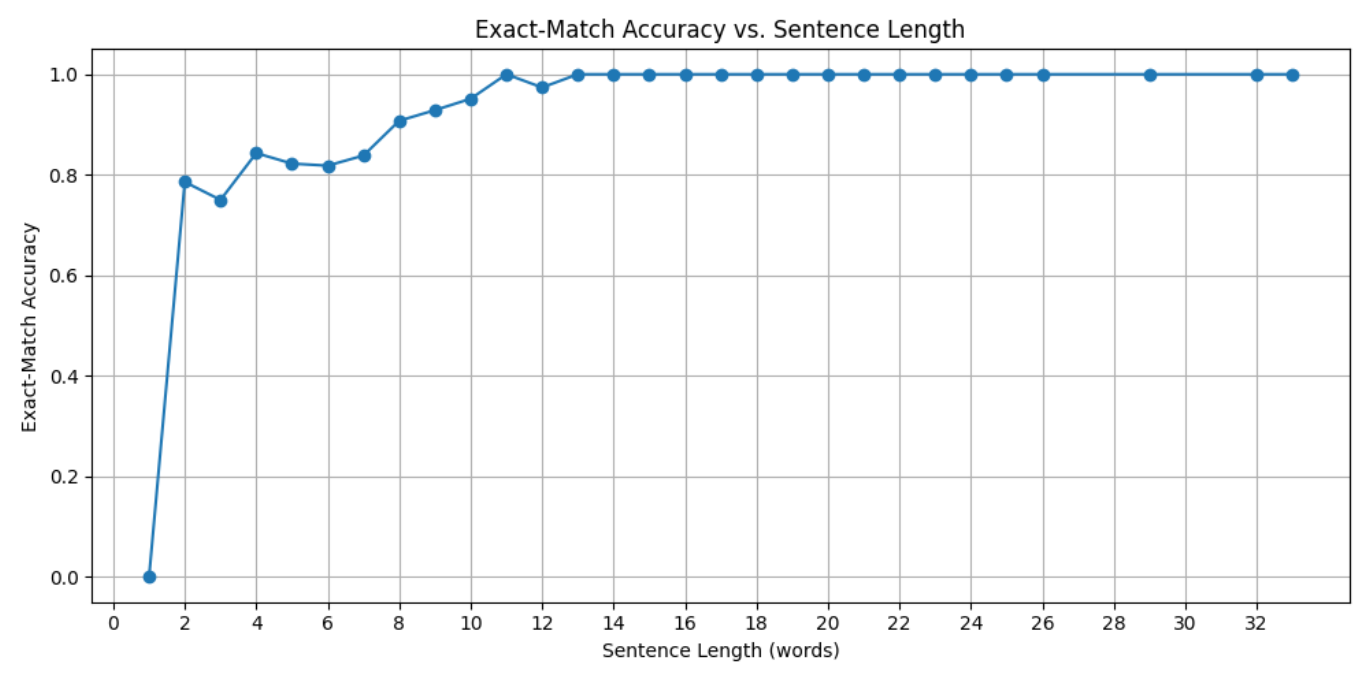 Exact-Match Accuracy vs. Sentence Length
Exact-Match Accuracy
1.0
0.8
0.6
0.4
0.2
0.0
0 2 4 6 8 10 12 14 16 18 20 22 24 26 28 30 32
Sentence Length (words)